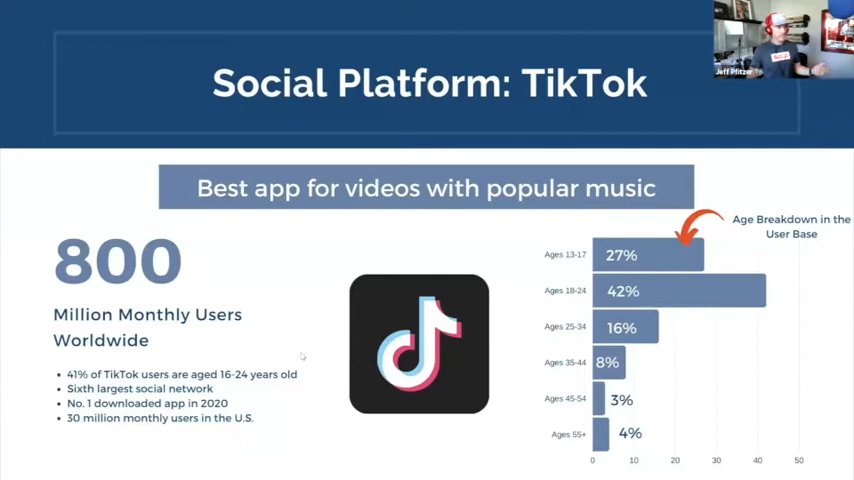 Social Platform: TikTok
Jeff Pfitzer
Best app for videos with popular music
800
Million Monthly Users
Worldwide
• 41% of TikTok users are aged 16-24 years old
• Sixth largest social network
• No. 1 downloaded app in 2020
• 30 million monthly users in the U.S.
Age Breakdown in the
User Base
Ages 13-17 27%
Ages 18-24 42%
Ages 25-34 16%
Ages 35-44 8%
Ages 45-54 3%
Ages 55+ 4%
0 10 20 30 40 50